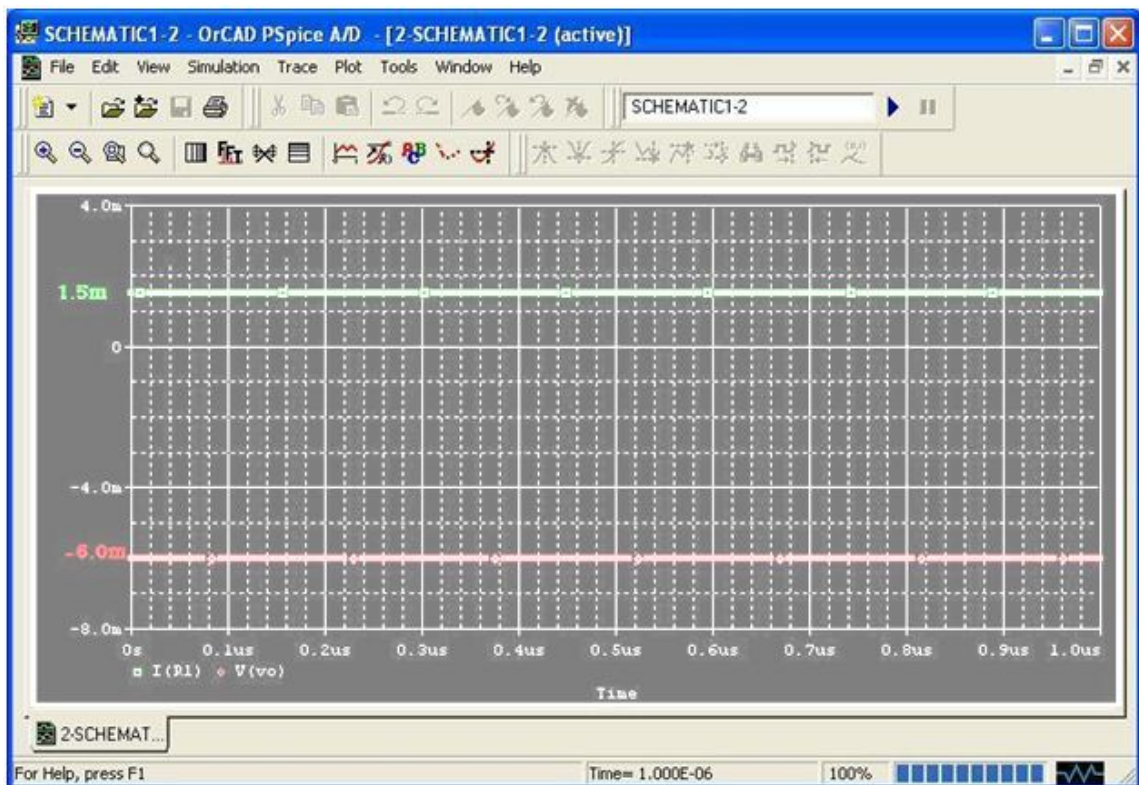 SCHEMATIC1-2 - OrCAD PSpice A/D - [2-SCHEMATIC1-2 (active)]
File Edit View Simulation Trace Plot Tools Window Help
SCHEMATIC1-2
FFT
4.0m
1.5m
0
-4.0m
-6.0m
-8.0m
0s 0.1us 0.2us 0.3us 0.4us 0.5us 0.6us 0.7us 0.8us 0.9us 1.0us
I(R1) V(vo)
Time
2-SCHEMAT...
For Help, press F1 Time= 1.000E-06 100%